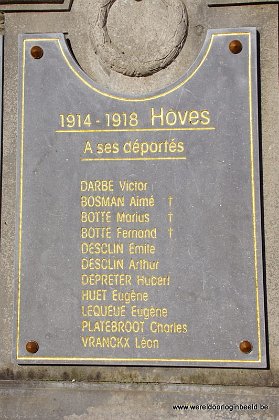 1914 - 1918 Hoves
A ses déportés
DARBE Victor
BOSMAN Aimé †
BOTTE Marius †
BOTTE Fernand †
DESCLIN Emile
DESCLIN Arthur
DEPRETER Hubert
HUET Eugène
LEQUEUE Eugène
PLATEBROOT Charles
VRANCKX Léon
www.wereldoorloginbeeld.be